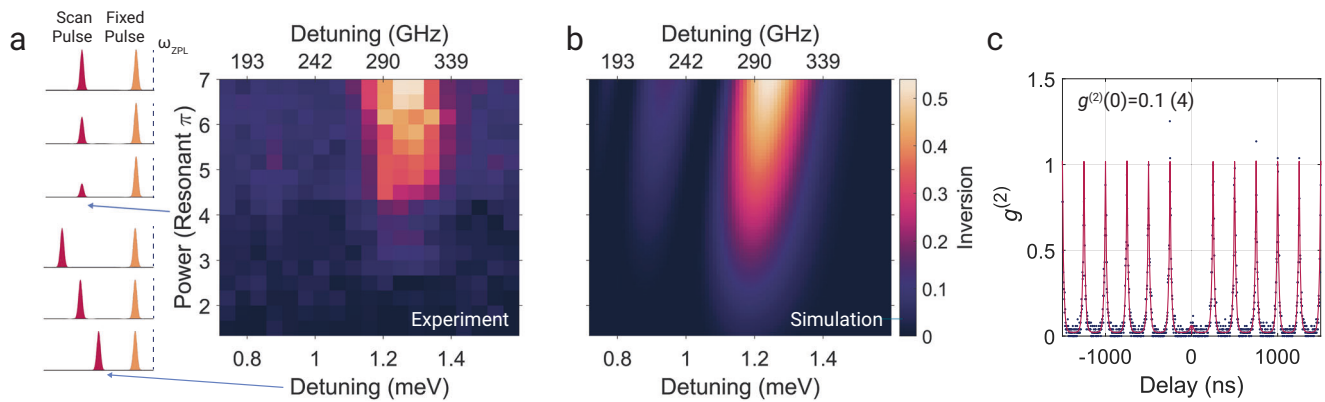 a
Scan Pulse
Fixed Pulse
ω_ZPL
Detuning (GHz)
193 242 290 339
Power (Resonant π)
7
6
5
4
3
2
Experiment
0.8 1 1.2 1.4
Detuning (meV)
b
Detuning (GHz)
193 242 290 339
Simulation
0.8 1 1.2 1.4
Detuning (meV)
0.5
0.4
0.3
0.2
0.1
0
Inversion
c
1.5
1
0.5
0
g⁽²⁾
g⁽²⁾(0)=0.1 (4)
-1000 0 1000
Delay (ns)